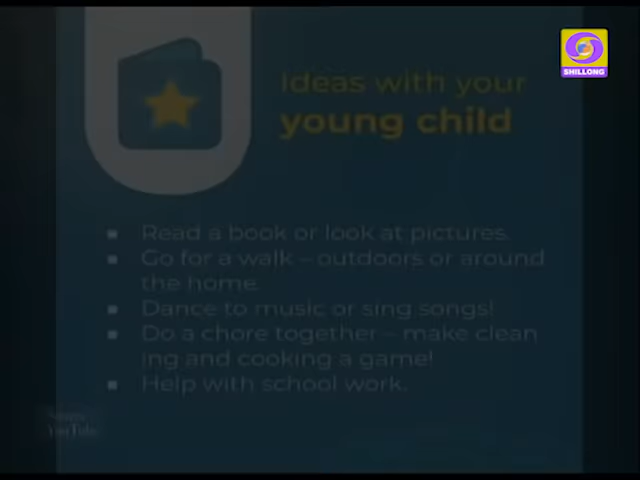 SHILLONG
Ideas with your
young child
▪ Read a book or look at pictures.
▪ Go for a walk – outdoors or around
the home.
▪ Dance to music or sing songs!
▪ Do a chore together – make clean
ing and cooking a game!
▪ Help with school work.
YouTube